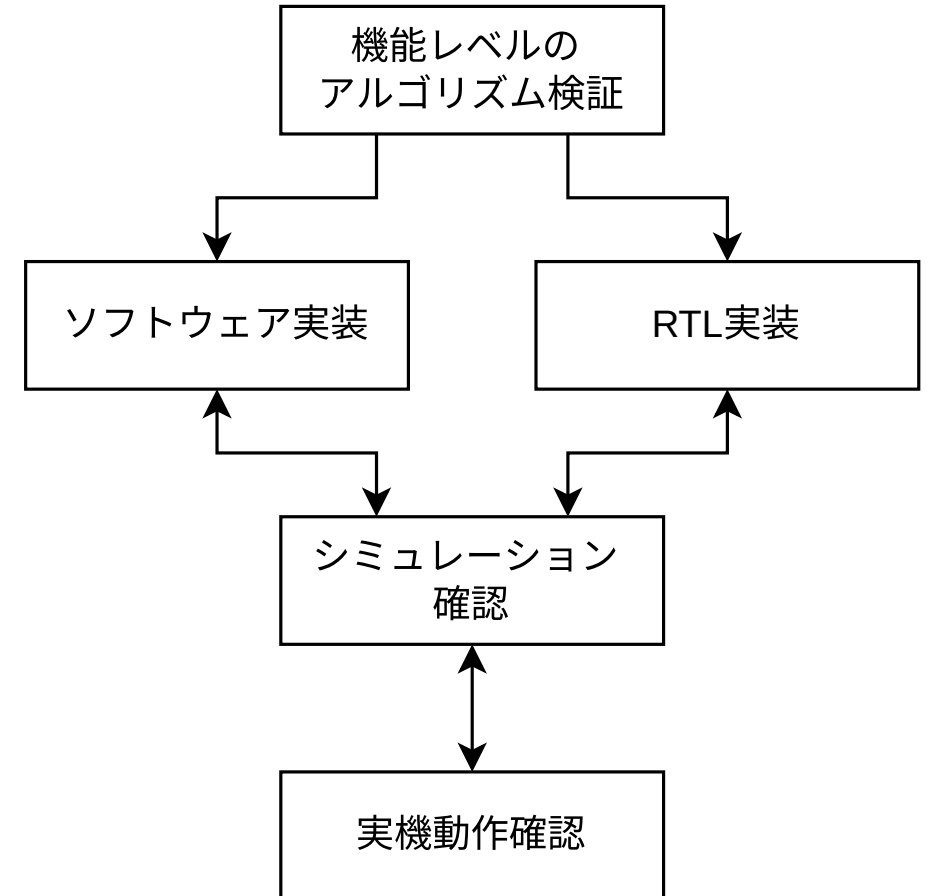 機能レベルの
アルゴリズム検証
ソフトウェア実装
RTL実装
シミュレーション
確認
実機動作確認